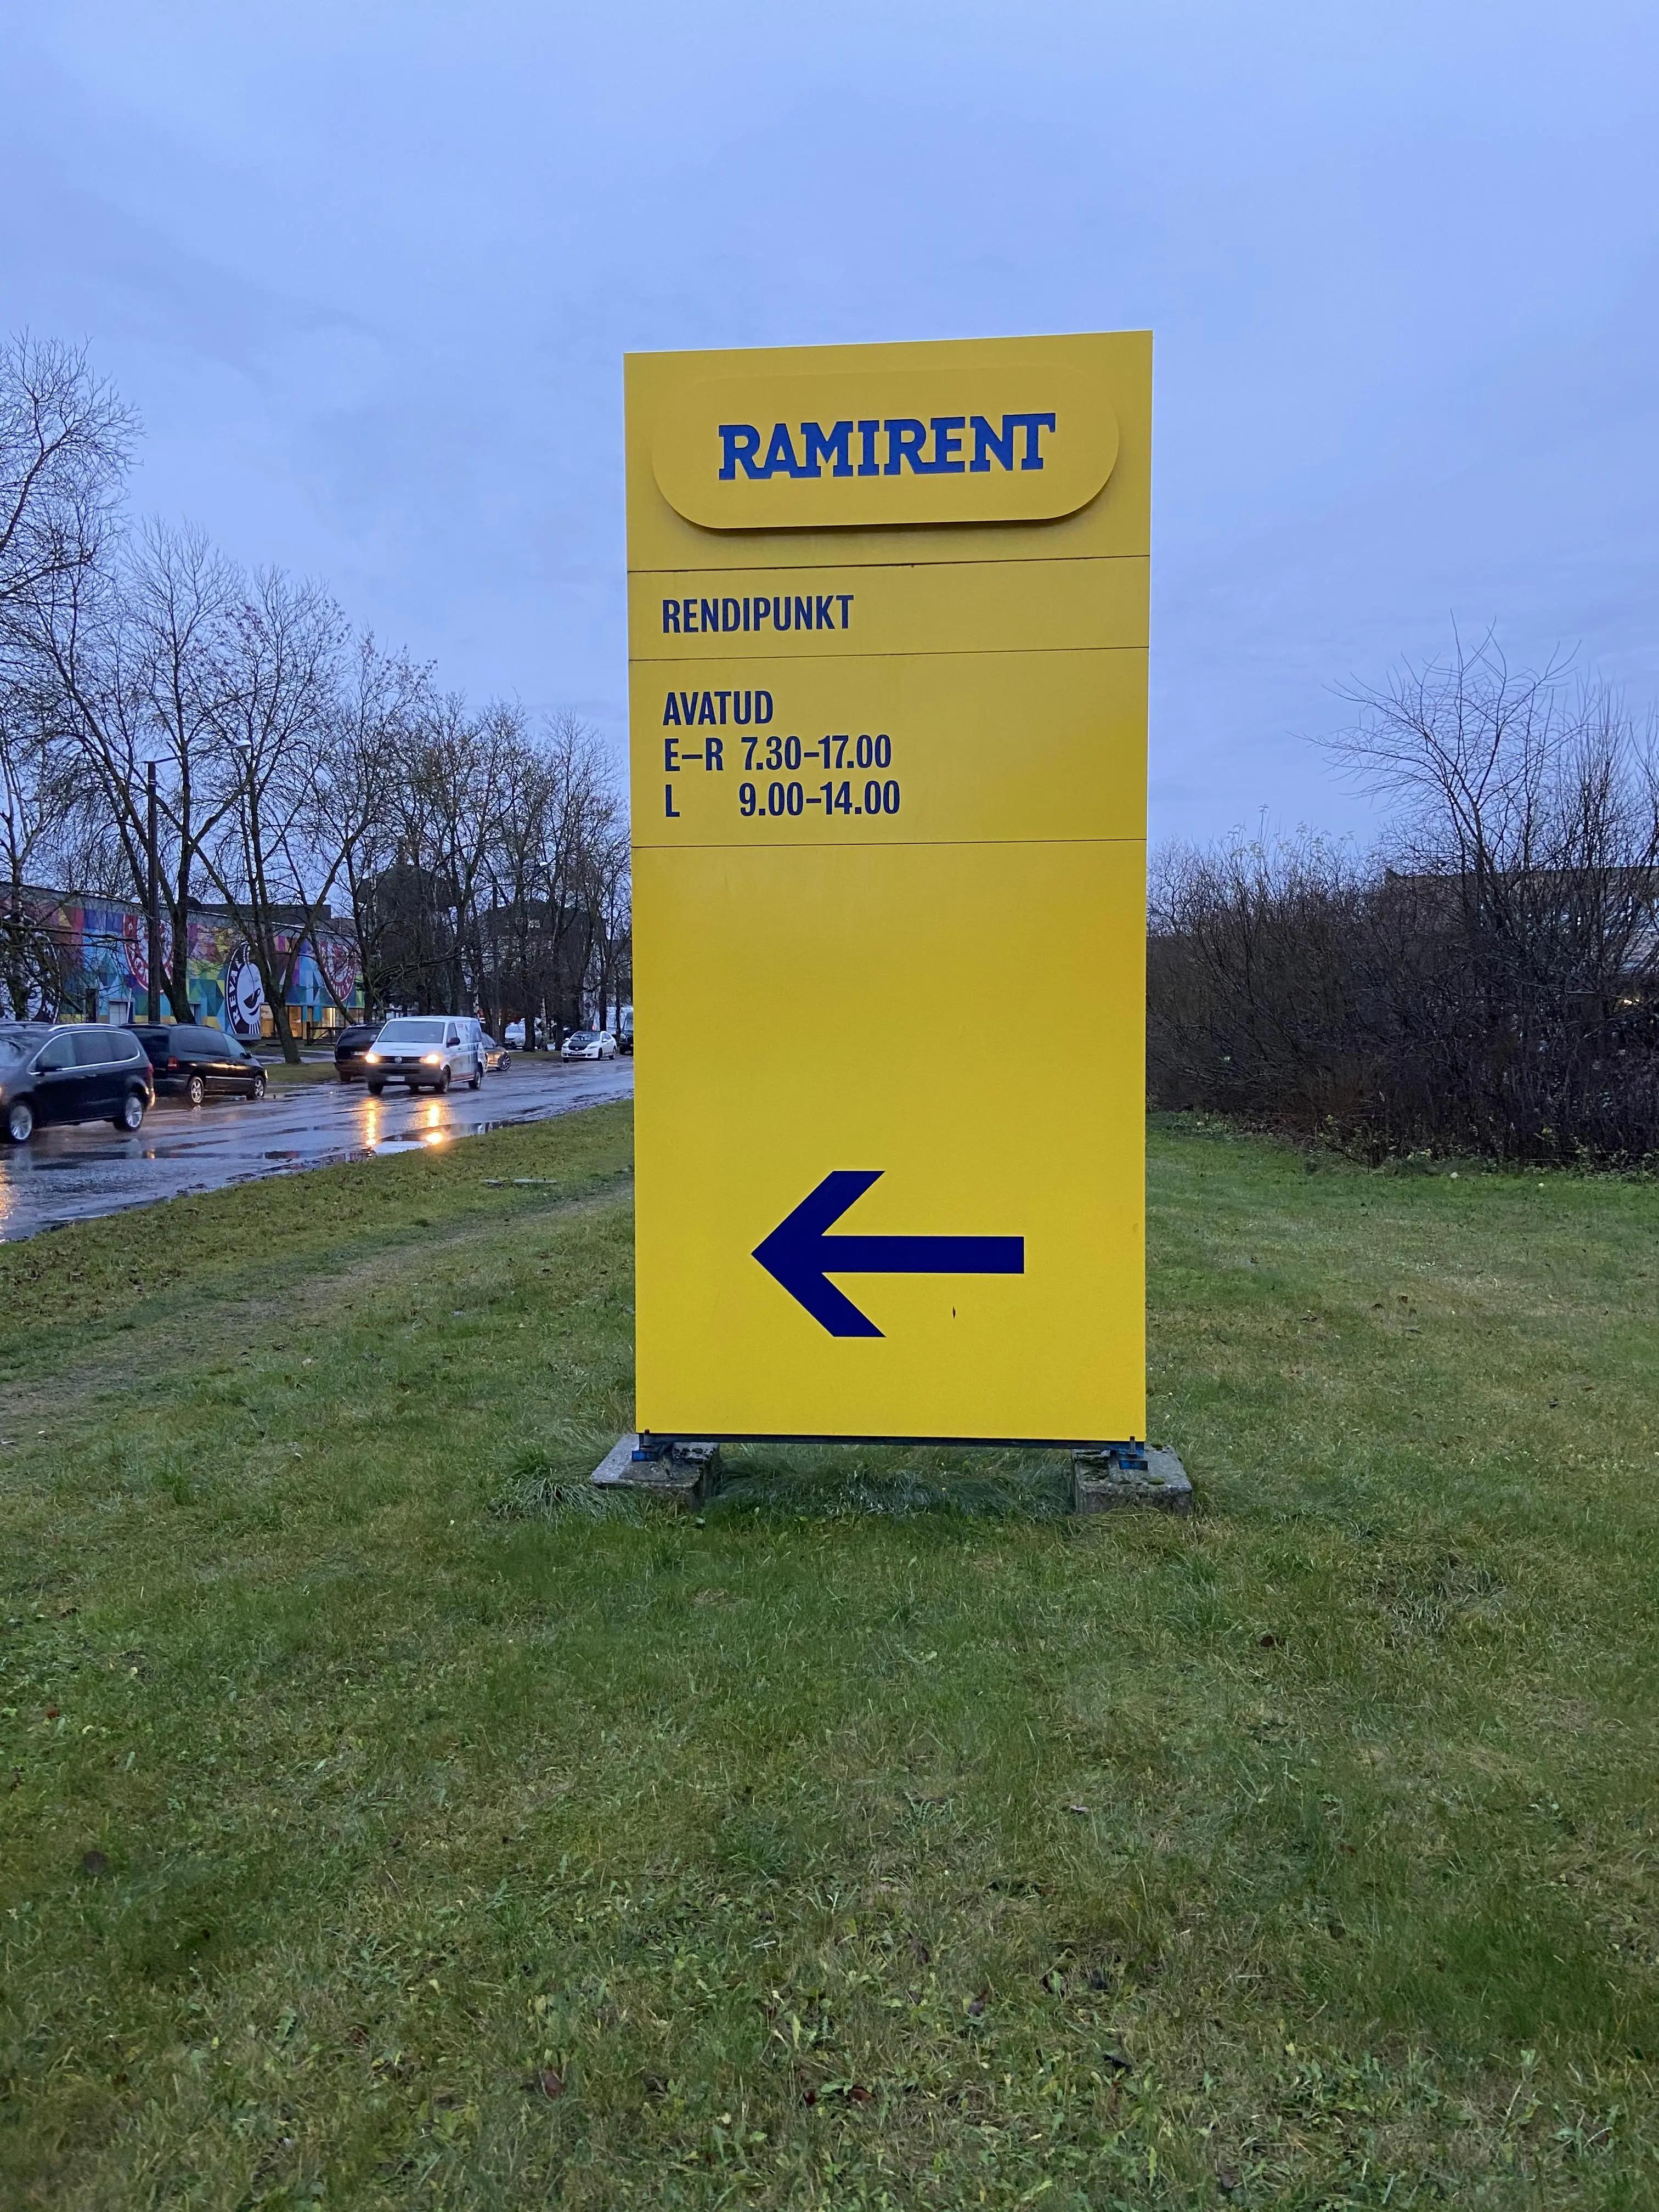 RAMIRENT
RENDIPUNKT
AVATUD
E–R 7.30–17.00
L 9.00–14.00